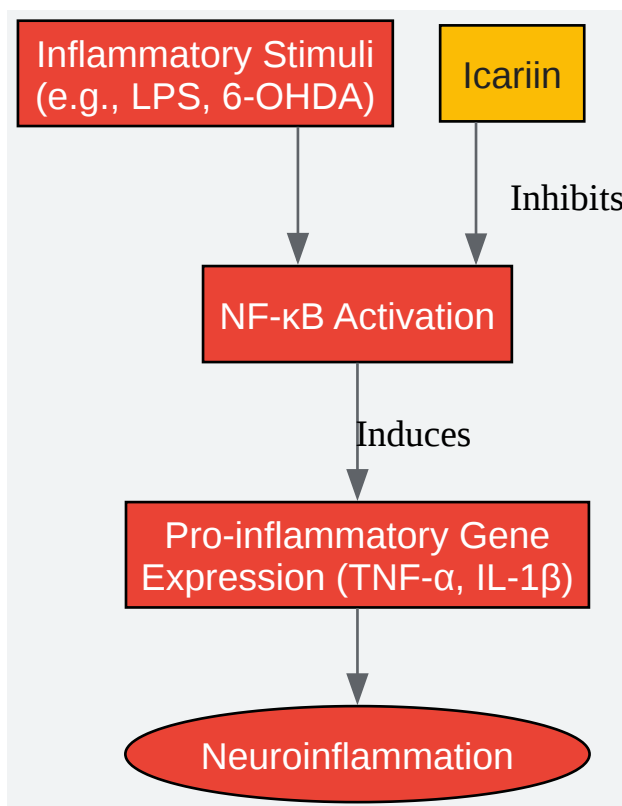 Inflammatory Stimuli
(e.g., LPS, 6-OHDA)
Icariin
Inhibits
NF-κB Activation
Induces
Pro-inflammatory Gene
Expression (TNF-α, IL-1β)
Neuroinflammation